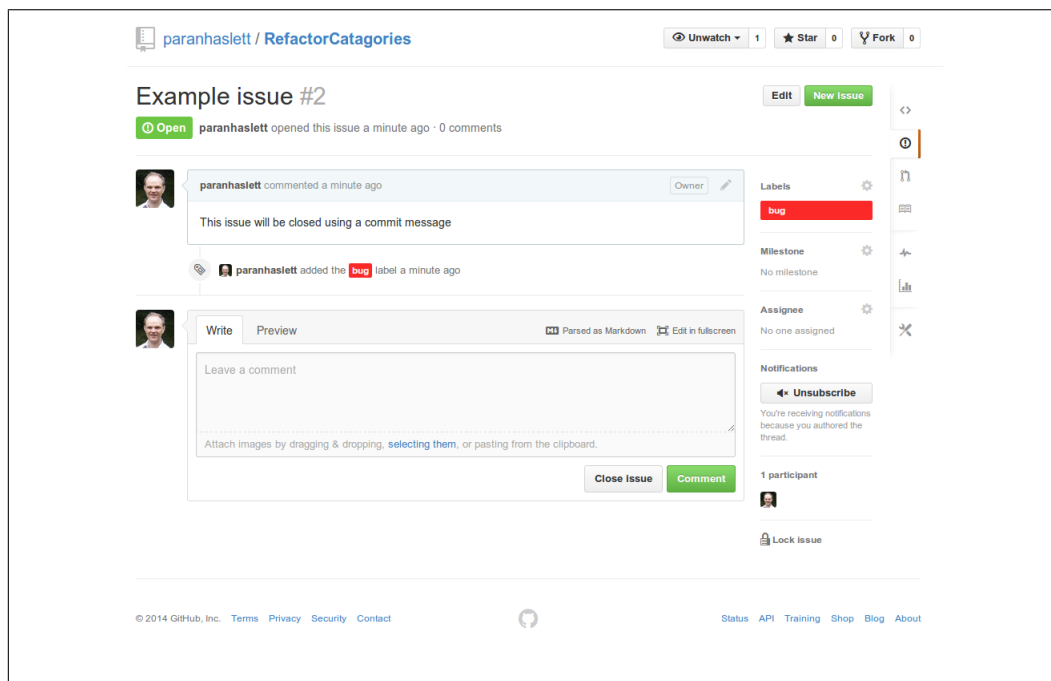 paranhaslett / RefactorCatagories
Unwatch 1 Star 0 Fork 0
Example issue #2
Edit New Issue
Open paranhaslett opened this issue a minute ago · 0 comments
paranhaslett commented a minute ago Owner
This issue will be closed using a commit message
paranhaslett added the bug label a minute ago
Write Preview Parsed as Markdown Edit in fullscreen
Leave a comment
Attach images by dragging & dropping, selecting them, or pasting from the clipboard.
Close Issue Comment
Labels
bug
Milestone
No milestone
Assignee
No one assigned
Notifications
Unsubscribe
You're receiving notifications
because you authored the
thread.
1 participant
Lock issue
© 2014 GitHub, Inc. Terms Privacy Security Contact
Status API Training Shop Blog About